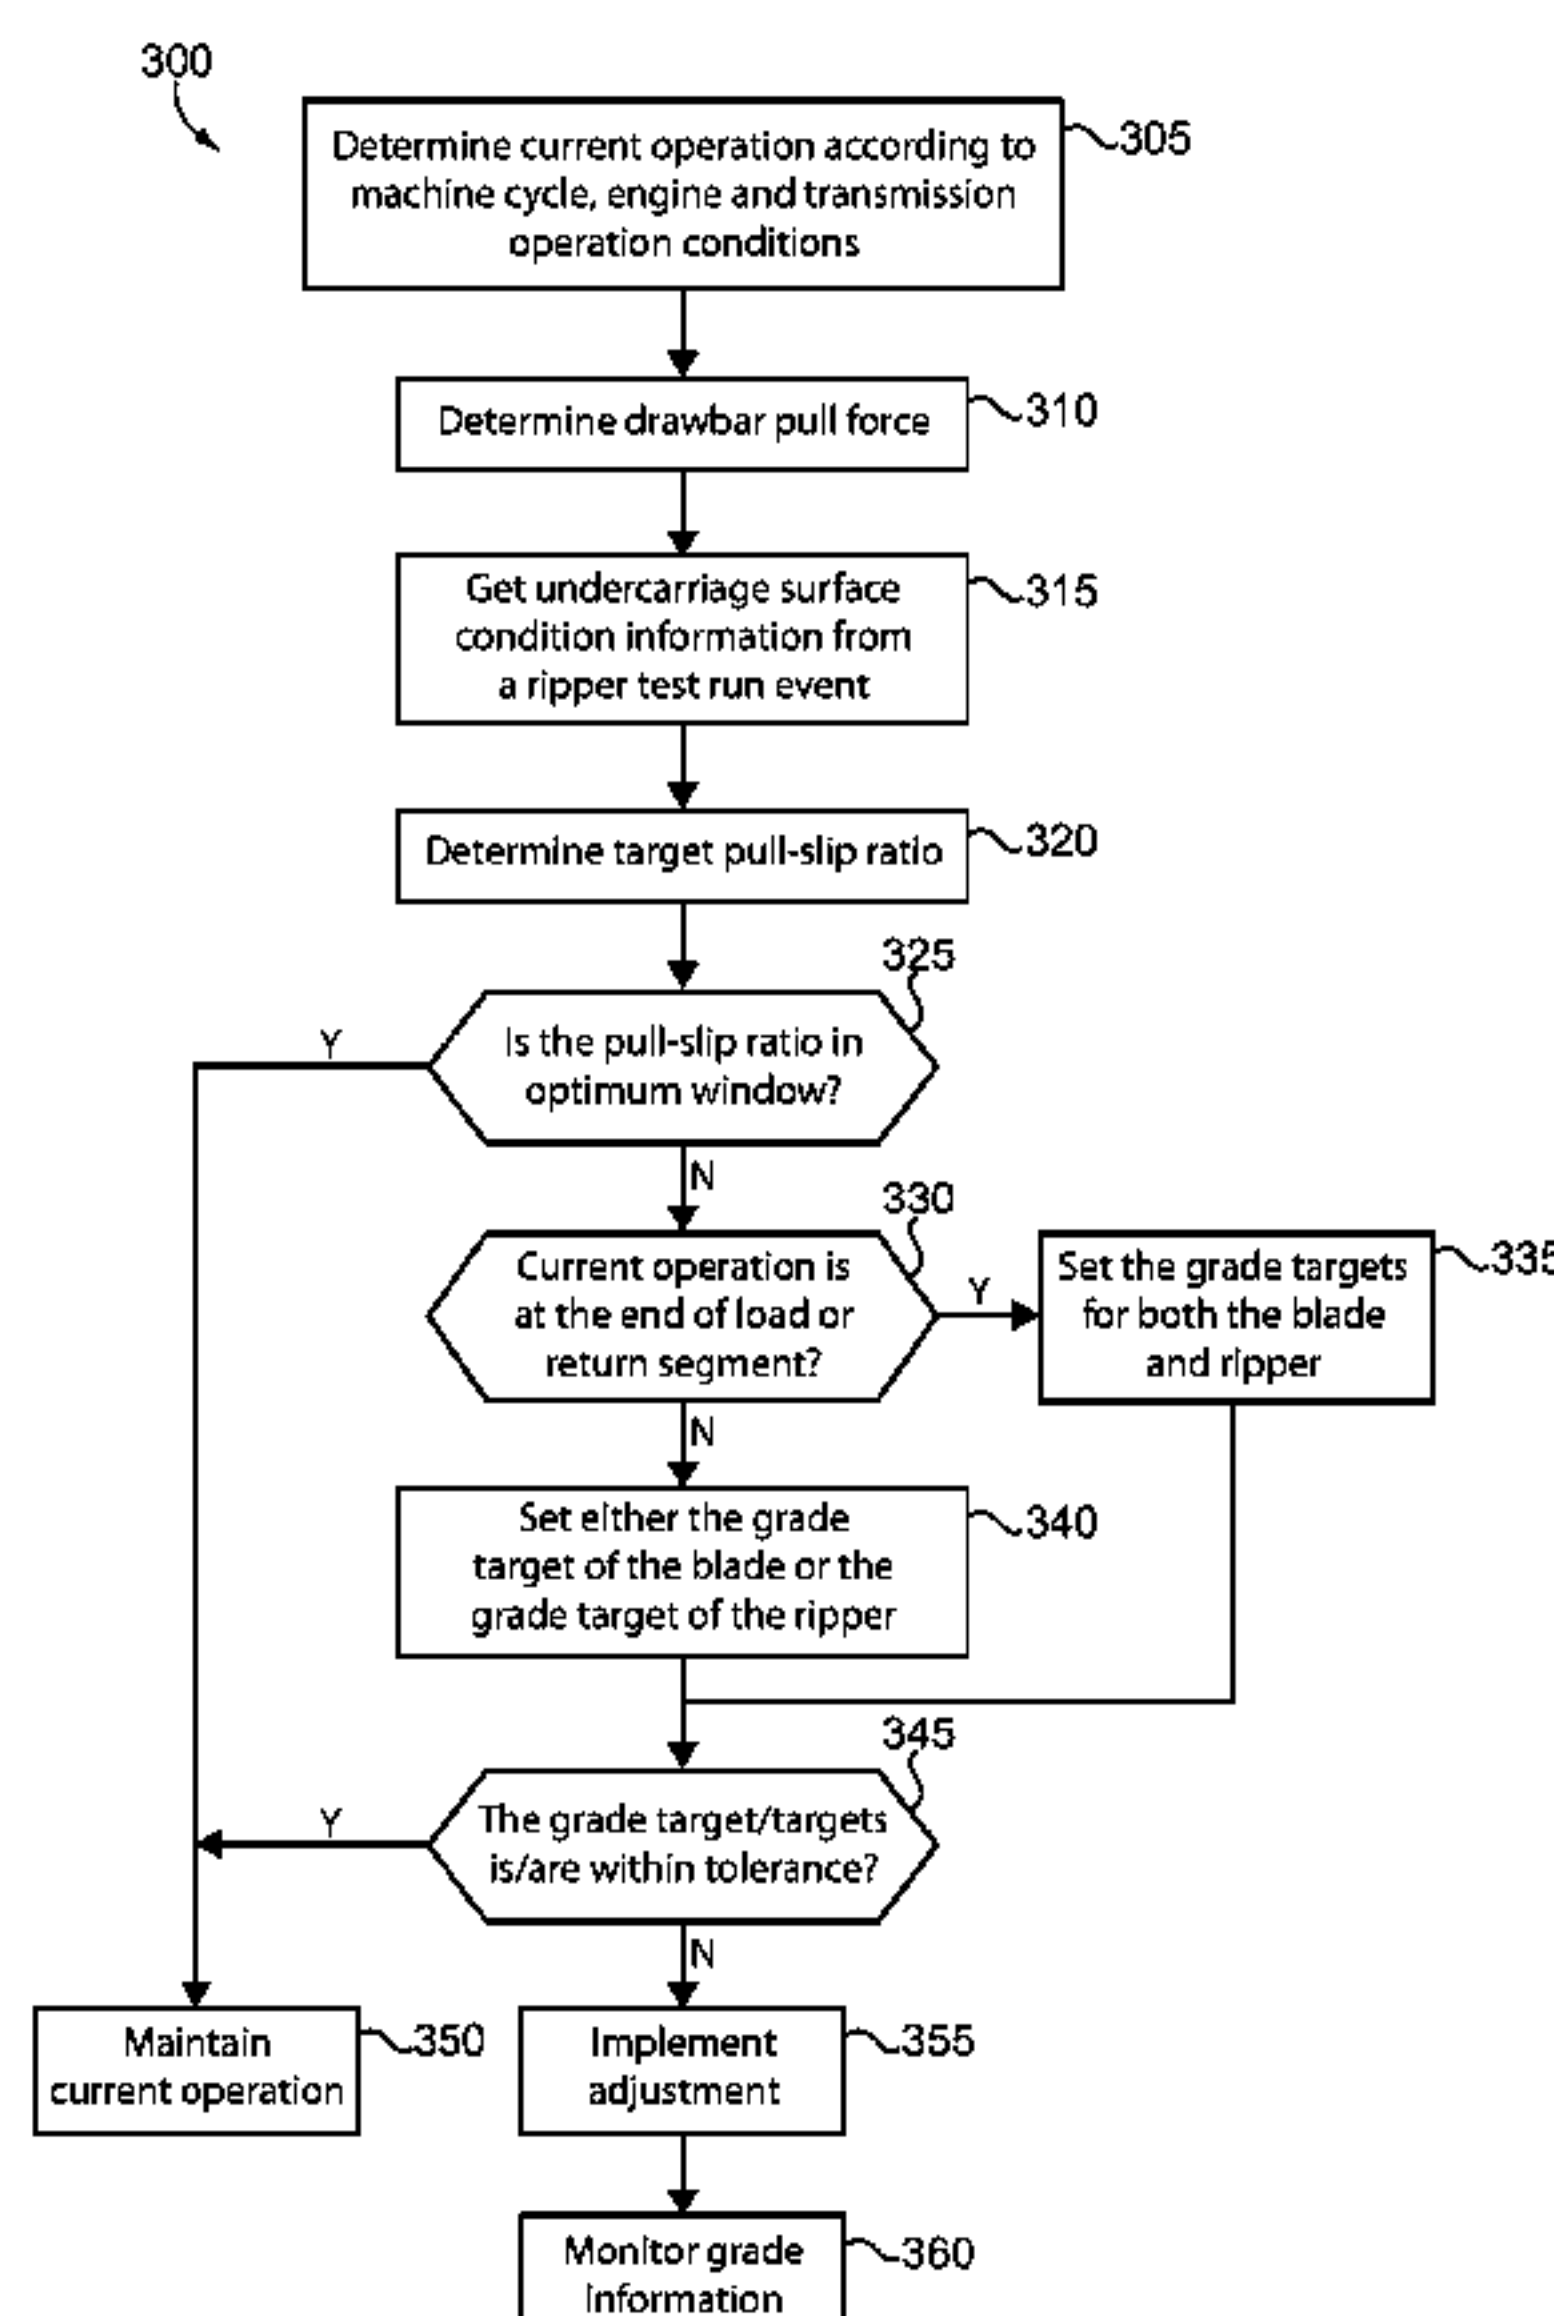 300
Determine current operation according to
machine cycle, engine and transmission
operation conditions
305
Determine drawbar pull force
310
Get undercarriage surface
condition information from
a ripper test run event
315
Determine target pull-slip ratio
320
325
Is the pull-slip ratio in
optimum window?
Y
N
330
Current operation is
at the end of load or
return segment?
Y
Set the grade targets
for both the blade
and ripper
335
N
Set either the grade
target of the blade or the
grade target of the ripper
340
345
The grade target/targets
is/are within tolerance?
Y
N
Maintain
current operation
350
Implement
adjustment
355
Monitor grade
Information
360